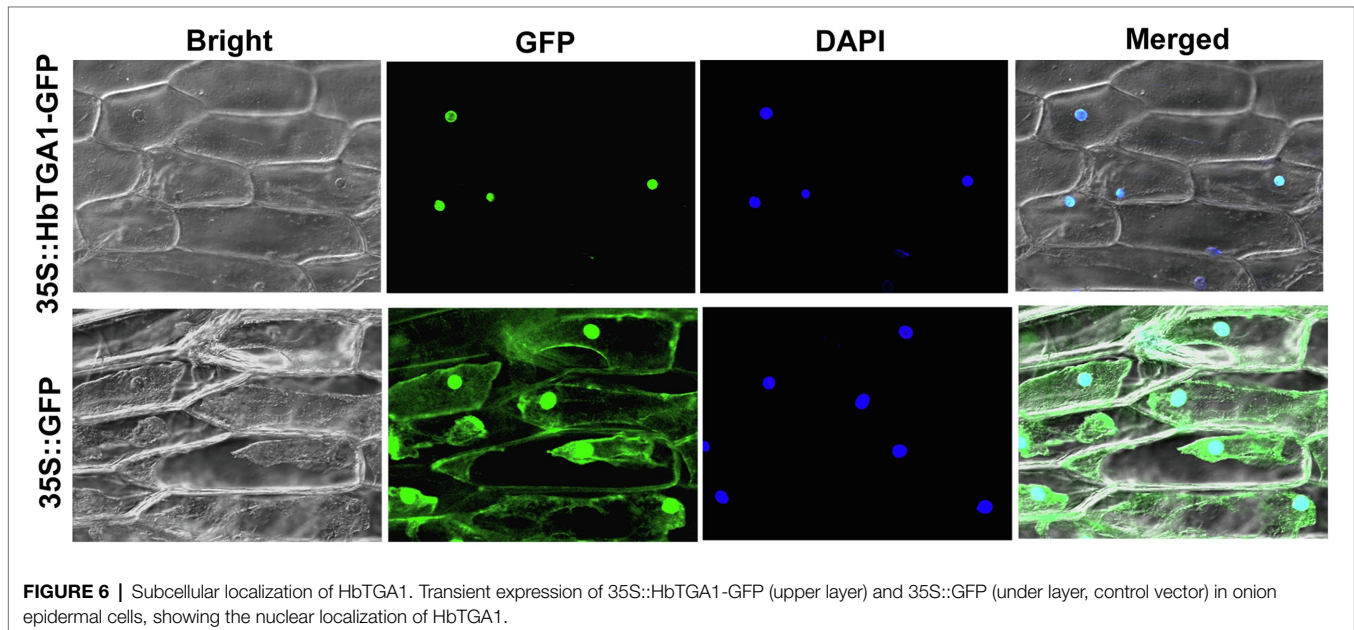 Bright GFP DAPI Merged
35S::HbTGA1-GFP
35S::GFP
FIGURE 6 | Subcellular localization of HbTGA1. Transient expression of 35S::HbTGA1-GFP (upper layer) and 35S::GFP (under layer, control vector) in onion
epidermal cells, showing the nuclear localization of HbTGA1.